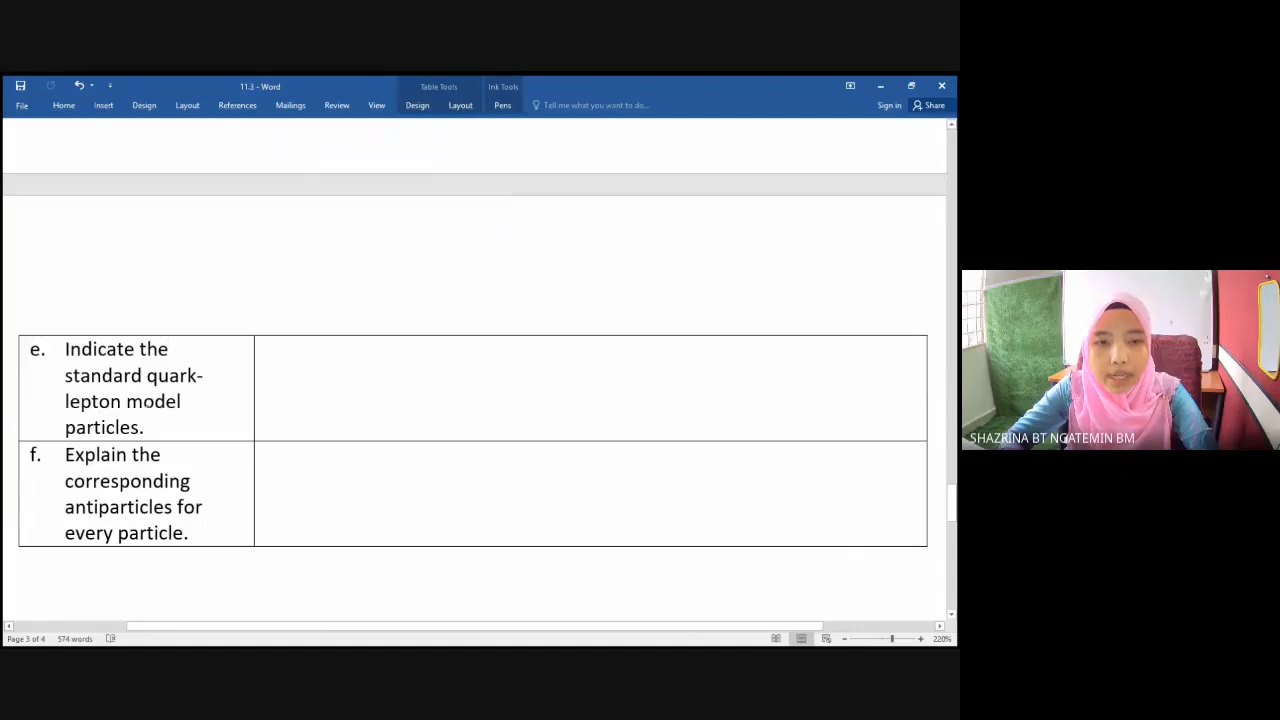 11.3 - Word
Table Tools
Ink Tools
File
Home
Insert
Design
Layout
References
Mailings
Review
View
Design
Layout
Pens
Tell me what you want to do...
Sign in
Share
e. Indicate the
standard quark-
lepton model
particles.
f. Explain the
corresponding
antiparticles for
every particle.
SHAZRINA BT NGATEMIN BM
Page 3 of 4
574 words
220%